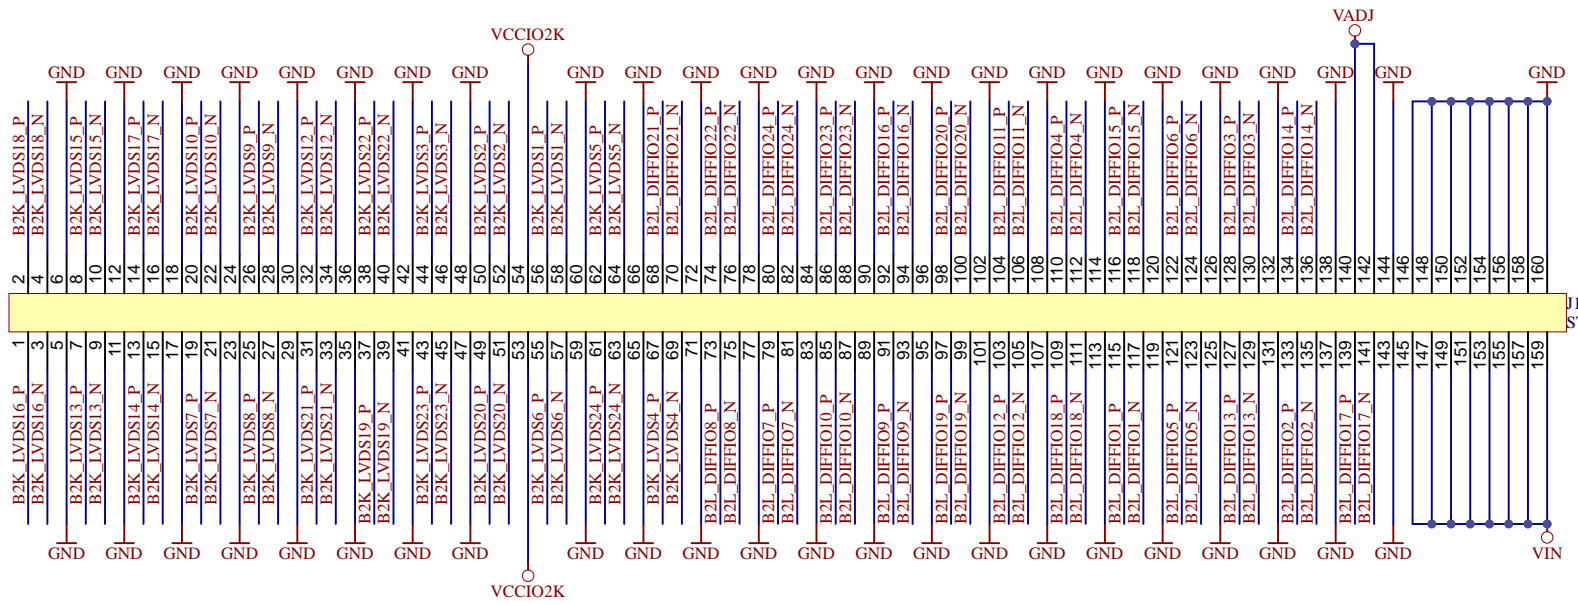 VADJ
VCCIO2K
GND GND GND GND GND GND GND GND GND GND GND GND GND GND GND GND GND GND GND GND GND GND GND GND
B2K_LVDS18_P
B2K_LVDS18_N
B2K_LVDS15_P
B2K_LVDS15_N
B2K_LVDS17_P
B2K_LVDS17_N
B2K_LVDS10_P
B2K_LVDS10_N
B2K_LVDS9_P
B2K_LVDS9_N
B2K_LVDS12_P
B2K_LVDS12_N
B2K_LVDS22_P
B2K_LVDS22_N
B2K_LVDS3_P
B2K_LVDS3_N
B2K_LVDS2_P
B2K_LVDS2_N
B2K_LVDS1_P
B2K_LVDS1_N
B2K_LVDS5_P
B2K_LVDS5_N
B2L_DIFFIO21_P
B2L_DIFFIO21_N
B2L_DIFFIO22_P
B2L_DIFFIO22_N
B2L_DIFFIO24_P
B2L_DIFFIO24_N
B2L_DIFFIO23_P
B2L_DIFFIO23_N
B2L_DIFFIO16_P
B2L_DIFFIO16_N
B2L_DIFFIO20_P
B2L_DIFFIO20_N
B2L_DIFFIO11_P
B2L_DIFFIO11_N
B2L_DIFFIO4_P
B2L_DIFFIO4_N
B2L_DIFFIO15_P
B2L_DIFFIO15_N
B2L_DIFFIO6_P
B2L_DIFFIO6_N
B2L_DIFFIO3_P
B2L_DIFFIO3_N
B2L_DIFFIO14_P
B2L_DIFFIO14_N
2 4 6 8 10 12 14 16 18 20 22 24 26 28 30 32 34 36 38 40 42 44 46 48 50 52 54 56 58 60 62 64 66 68 70 72 74 76 78 80 82 84 86 88 90 92 94 96 98 100 102 104 106 108 110 112 114 116 118 120 122 124 126 128 130 132 134 136 138 140 142 144 146 148 150 152 154 156 158 160
J1
ST
1 3 5 7 9 11 13 15 17 19 21 23 25 27 29 31 33 35 37 39 41 43 45 47 49 51 53 55 57 59 61 63 65 67 69 71 73 75 77 79 81 83 85 87 89 91 93 95 97 99 101 103 105 107 109 111 113 115 117 119 121 123 125 127 129 131 133 135 137 139 141 143 145 147 149 151 153 155 157 159
B2K_LVDS16_P
B2K_LVDS16_N
B2K_LVDS13_P
B2K_LVDS13_N
B2K_LVDS14_P
B2K_LVDS14_N
B2K_LVDS7_P
B2K_LVDS7_N
B2K_LVDS8_P
B2K_LVDS8_N
B2K_LVDS21_P
B2K_LVDS21_N
B2K_LVDS19_P
B2K_LVDS19_N
B2K_LVDS23_P
B2K_LVDS23_N
B2K_LVDS20_P
B2K_LVDS20_N
B2K_LVDS6_P
B2K_LVDS6_N
B2K_LVDS24_P
B2K_LVDS24_N
B2K_LVDS4_P
B2K_LVDS4_N
B2L_DIFFIO8_P
B2L_DIFFIO8_N
B2L_DIFFIO7_P
B2L_DIFFIO7_N
B2L_DIFFIO10_P
B2L_DIFFIO10_N
B2L_DIFFIO9_P
B2L_DIFFIO9_N
B2L_DIFFIO19_P
B2L_DIFFIO19_N
B2L_DIFFIO12_P
B2L_DIFFIO12_N
B2L_DIFFIO18_P
B2L_DIFFIO18_N
B2L_DIFFIO1_P
B2L_DIFFIO1_N
B2L_DIFFIO5_P
B2L_DIFFIO5_N
B2L_DIFFIO13_P
B2L_DIFFIO13_N
B2L_DIFFIO2_P
B2L_DIFFIO2_N
B2L_DIFFIO17_P
B2L_DIFFIO17_N
GND GND GND GND GND GND GND GND GND GND GND GND GND GND GND GND GND GND GND GND GND GND GND VIN
VCCIO2K